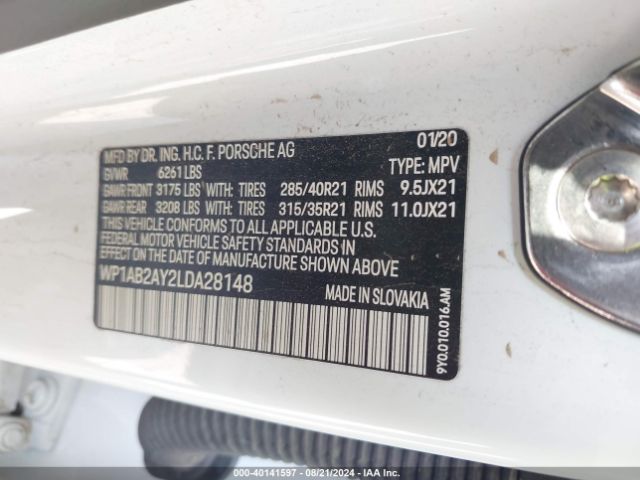 MFD BY DR. ING. H.C. F. PORSCHE AG 01/20
GVWR 6261 LBS TYPE: MPV
GAWR FRONT 3175 LBS WITH: TIRES 285/40R21 RIMS 9.5JX21
GAWR REAR 3208 LBS WITH: TIRES 315/35R21 RIMS 11.0JX21
THIS VEHICLE CONFORMS TO ALL APPLICABLE U.S.
FEDERAL MOTOR VEHICLE SAFETY STANDARDS IN
EFFECT ON THE DATE OF MANUFACTURE SHOWN ABOVE
WP1AB2AY2LDA28148 MADE IN SLOVAKIA
9Y0.010.016.AM
000-40141597 - 08/21/2024 - IAA Inc.